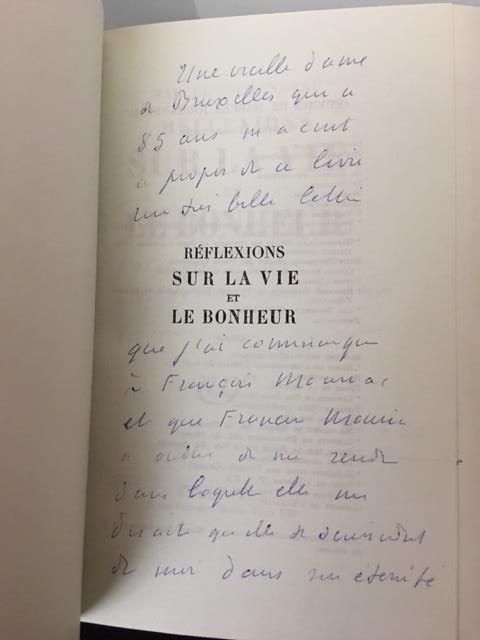 Une vieille dame
de Bruxelles qui a
85 ans m'a écrit
à propos de ce livre
une très belle lettre
RÉFLEXIONS
SUR LA VIE
ET
LE BONHEUR
que j'ai communiquée
à François Mauriac
et que François Mauriac
a oublié de me rendre
dans laquelle elle me
disait qu'elle se souviendrait
de moi dans son éternité